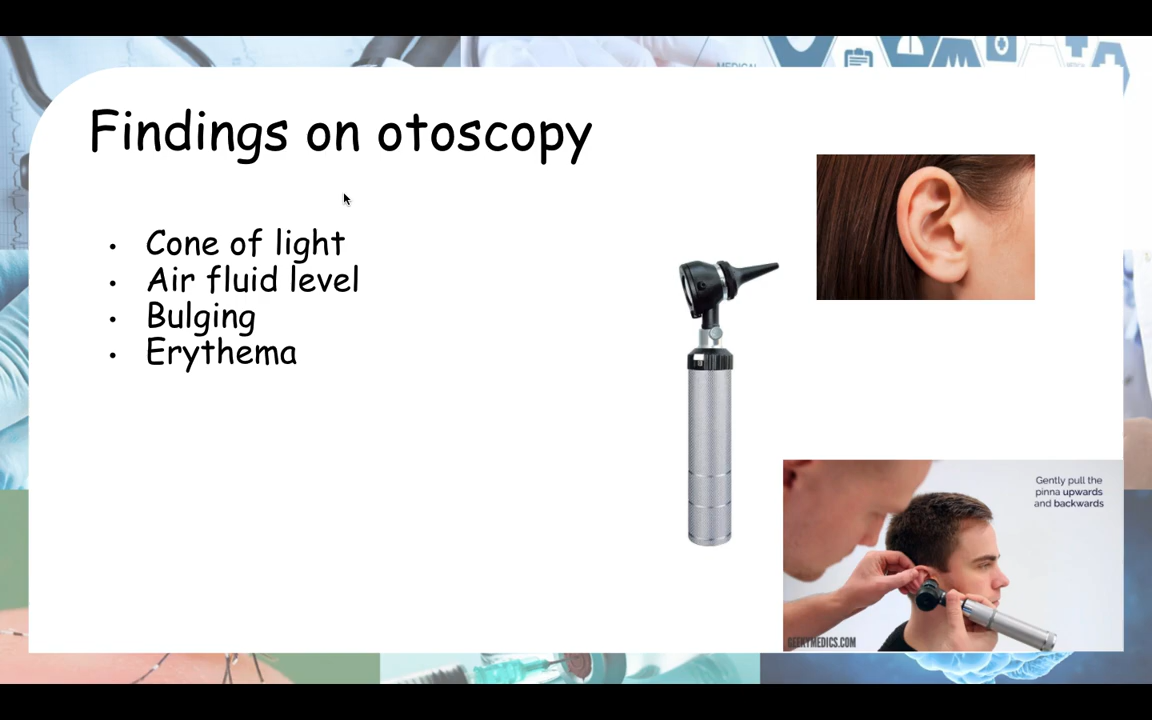 MEDICAL
Findings on otoscopy
• Cone of light
• Air fluid level
• Bulging
• Erythema
Gently pull the
pinna upwards
and backwards
GEEKYMEDICS.COM